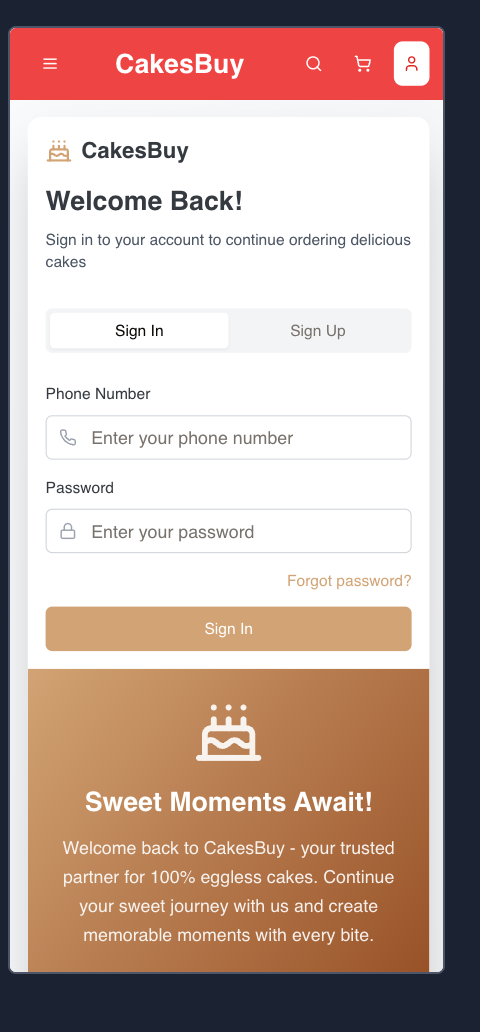 CakesBuy
CakesBuy
Welcome Back!
Sign in to your account to continue ordering delicious
cakes
Sign In
Sign Up
Phone Number
Enter your phone number
Password
Enter your password
Forgot password?
Sign In
Sweet Moments Await!
Welcome back to CakesBuy - your trusted
partner for 100% eggless cakes. Continue
your sweet journey with us and create
memorable moments with every bite.